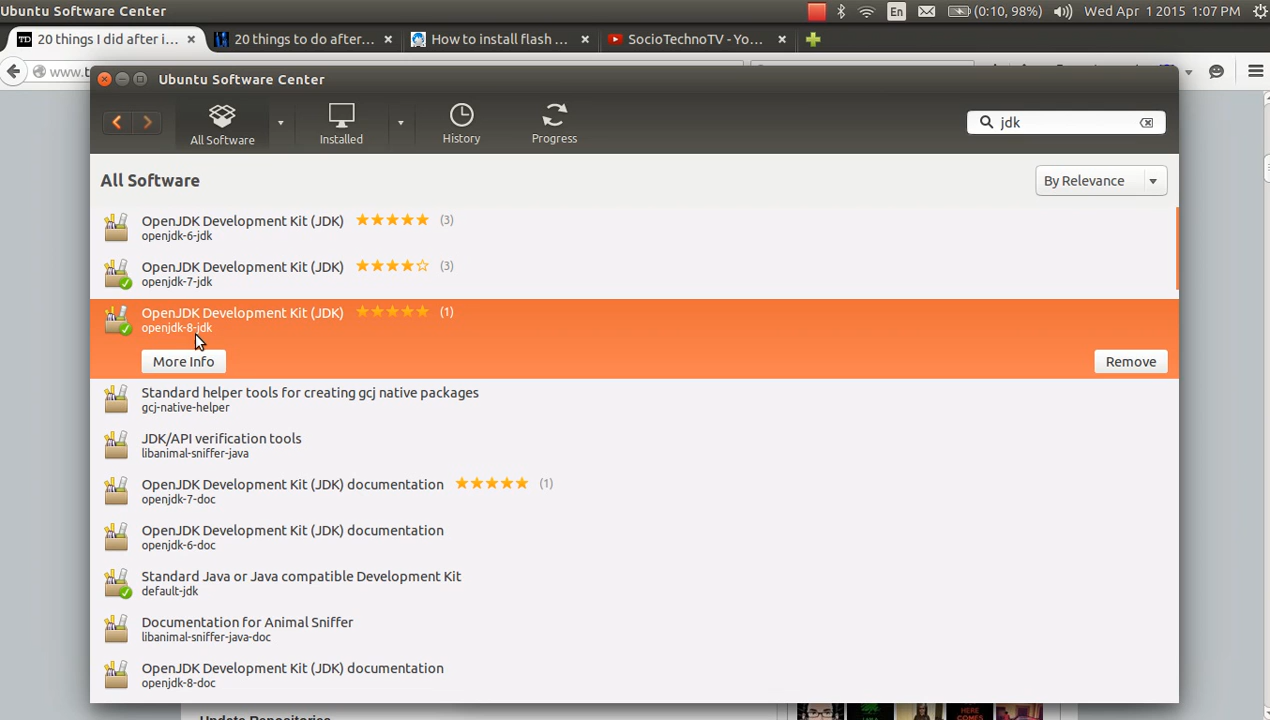 Ubuntu Software Center
En
(0:10, 98%)
Wed Apr 1 2015 1:07 PM
TD
20 things I did after i...
20 things to do after...
How to install flash ...
SocioTechnoTV - Yo...
www.t
Ubuntu Software Center
All Software
Installed
History
Progress
jdk
All Software
By Relevance
OpenJDK Development Kit (JDK) (3)
openjdk-6-jdk
OpenJDK Development Kit (JDK) (3)
openjdk-7-jdk
OpenJDK Development Kit (JDK) (1)
openjdk-8-jdk
More Info
Remove
Standard helper tools for creating gcj native packages
gcj-native-helper
JDK/API verification tools
libanimal-sniffer-java
OpenJDK Development Kit (JDK) documentation (1)
openjdk-7-doc
OpenJDK Development Kit (JDK) documentation
openjdk-6-doc
Standard Java or Java compatible Development Kit
default-jdk
Documentation for Animal Sniffer
libanimal-sniffer-java-doc
OpenJDK Development Kit (JDK) documentation
openjdk-8-doc
Update Repositories
HERE COMES